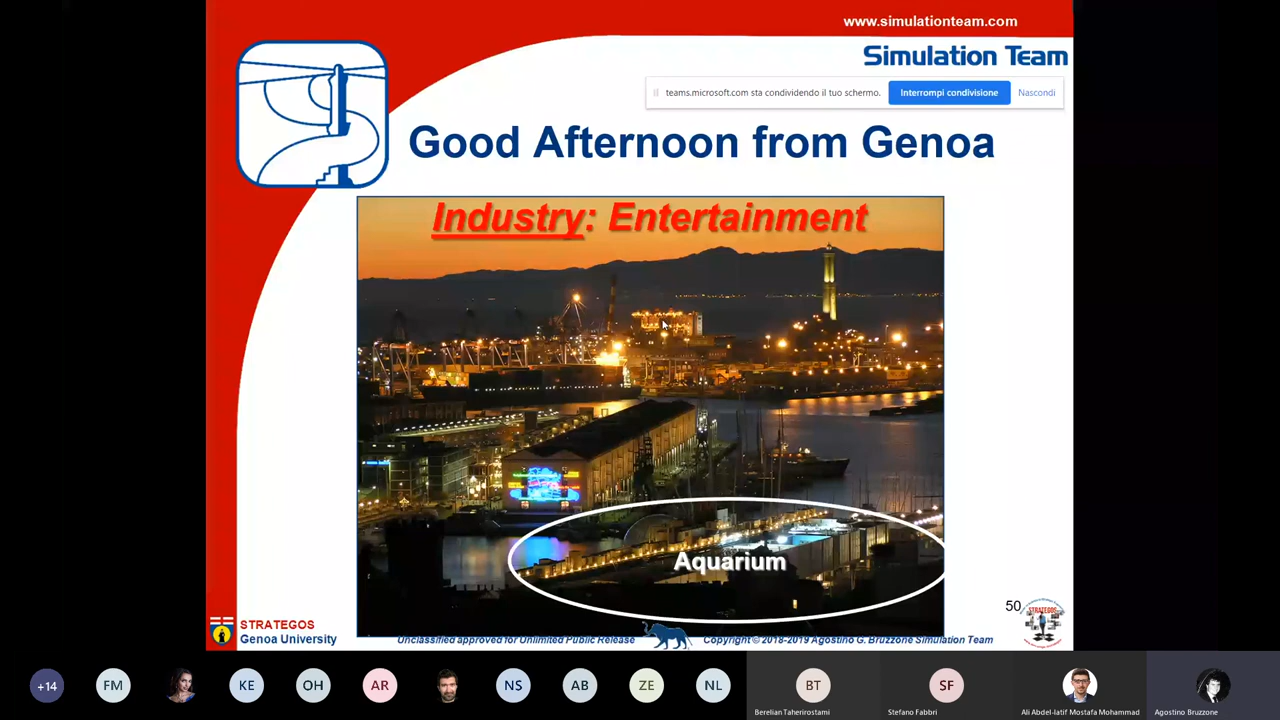 www.simulationteam.com
Simulation Team
teams.microsoft.com sta condividendo il tuo schermo.
Interrompi condivisione
Nascondi
Good Afternoon from Genoa
Industry: Entertainment
Aquarium
50
STRATEGOS
Genoa University
Unclassified approved for Unlimited Public Release
Copyright © 2018-2019 Agostino G. Bruzzone Simulation Team
STRATEGOS
+14
FM
KE
OH
AR
NS
AB
ZE
NL
BT
SF
Berelian Taherirostami
Stefano Fabbri
Ali Abdel-latif Mostafa Mohammad
Agostino Bruzzone